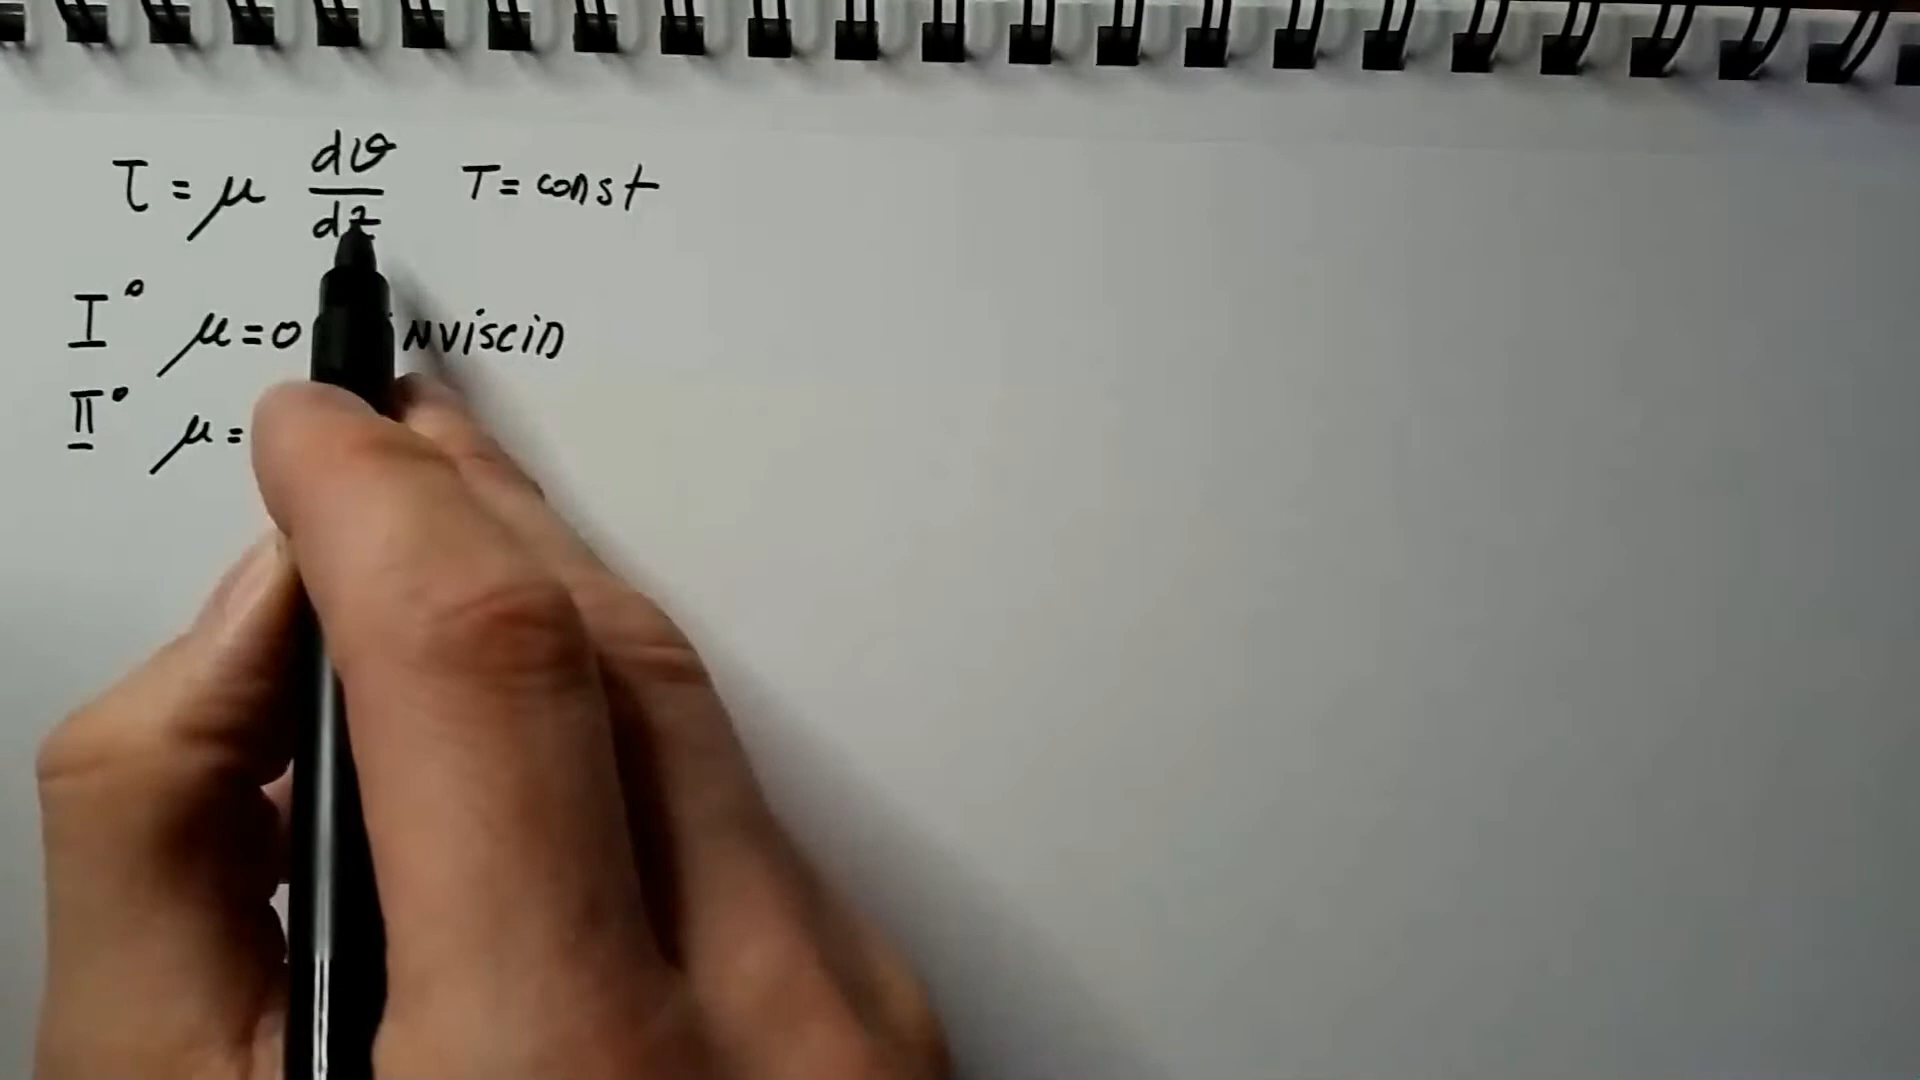 τ = μ dϑ/dz T = const
I° μ = 0 NVISCID
II° μ =